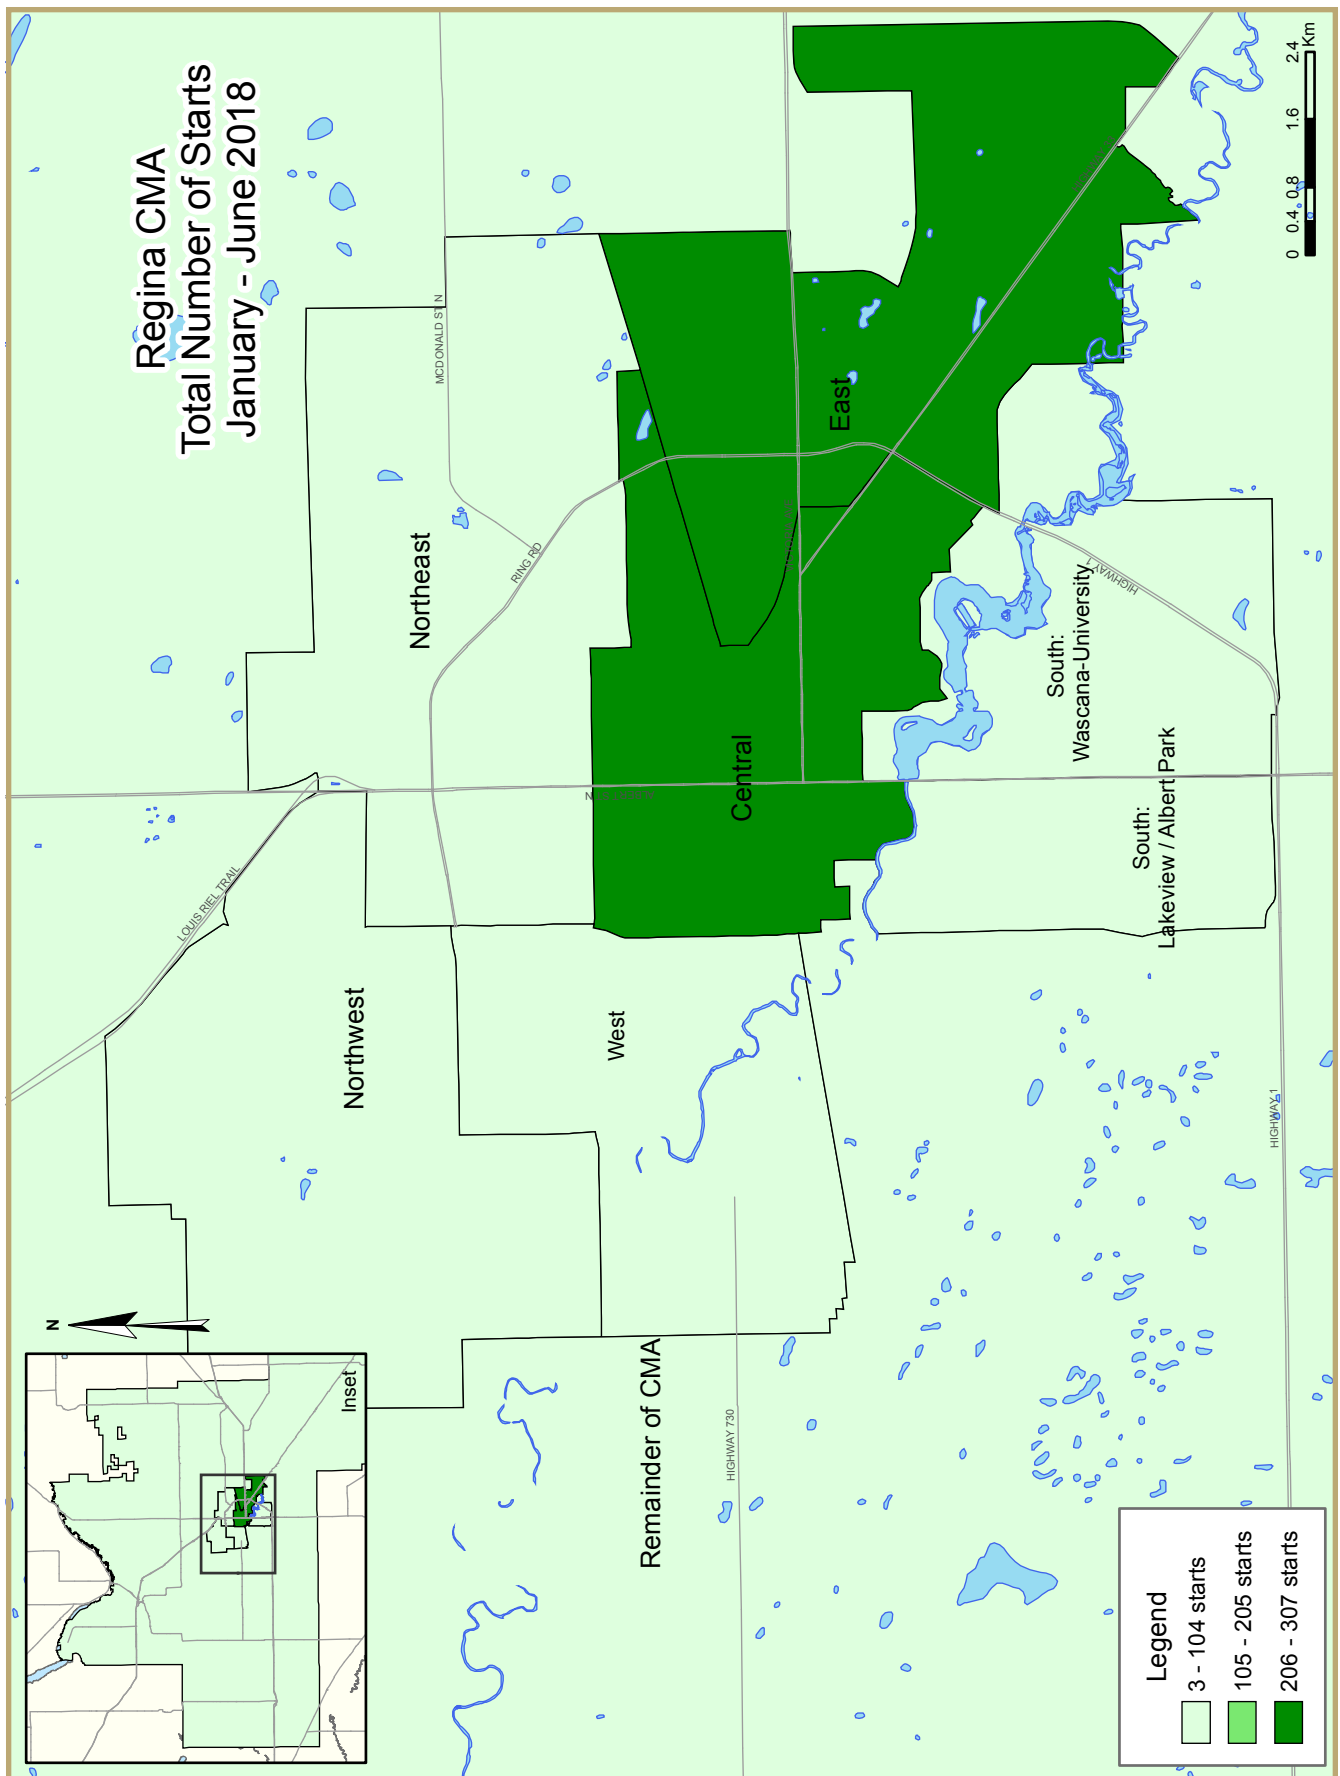 Regina CMA
Total Number of Starts
January - June 2018
N
Inset
LOUIS RIEL TRAIL
MCDONALD ST N
RING RD
Northwest
Northeast
West
Central
East
Remainder of CMA
HIGHWAY 730
South:
Lakeview / Albert Park
South:
Wascana-University
HIGHWAY 1
HIGHWAY 1
Legend
3 - 104 starts
105 - 205 starts
206 - 307 starts
0 0.4 0.8 1.6 2.4
Km